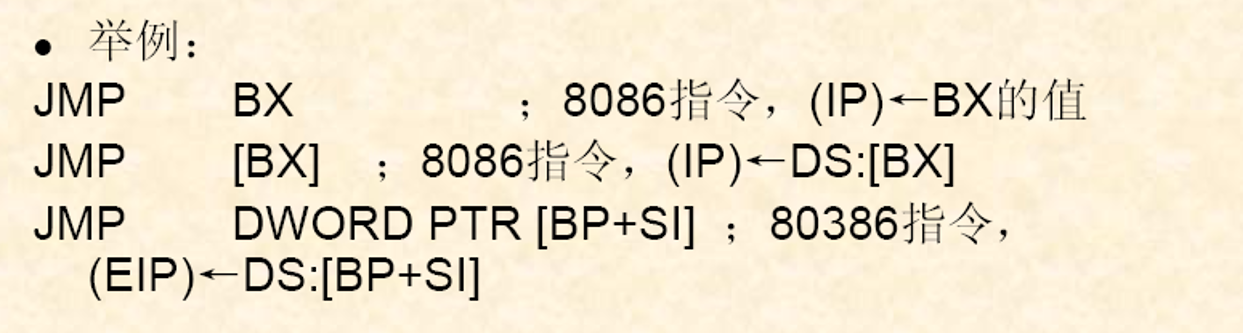 • 举例：
JMP BX ；8086指令，(IP)←BX的值
JMP [BX] ；8086指令，(IP)←DS:[BX]
JMP DWORD PTR [BP+SI] ；80386指令，
(EIP)←DS:[BP+SI]